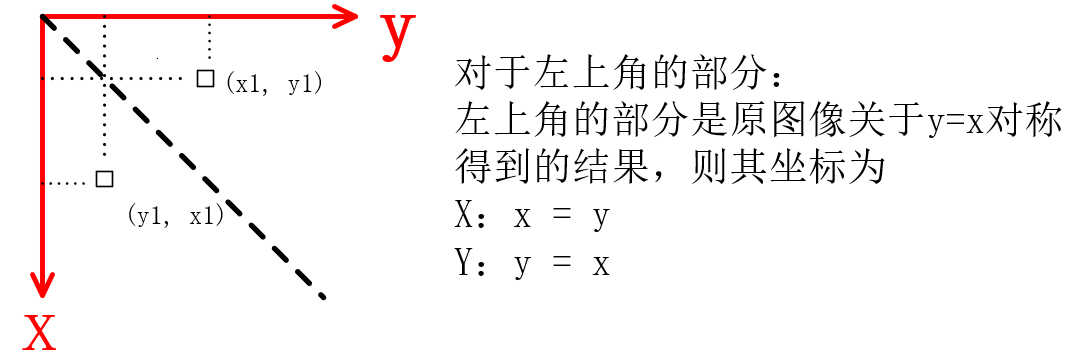 y
(x1, y1)
(y1, x1)
X
对于左上角的部分：
左上角的部分是原图像关于y=x对称
得到的结果，则其坐标为
X：x = y
Y：y = x